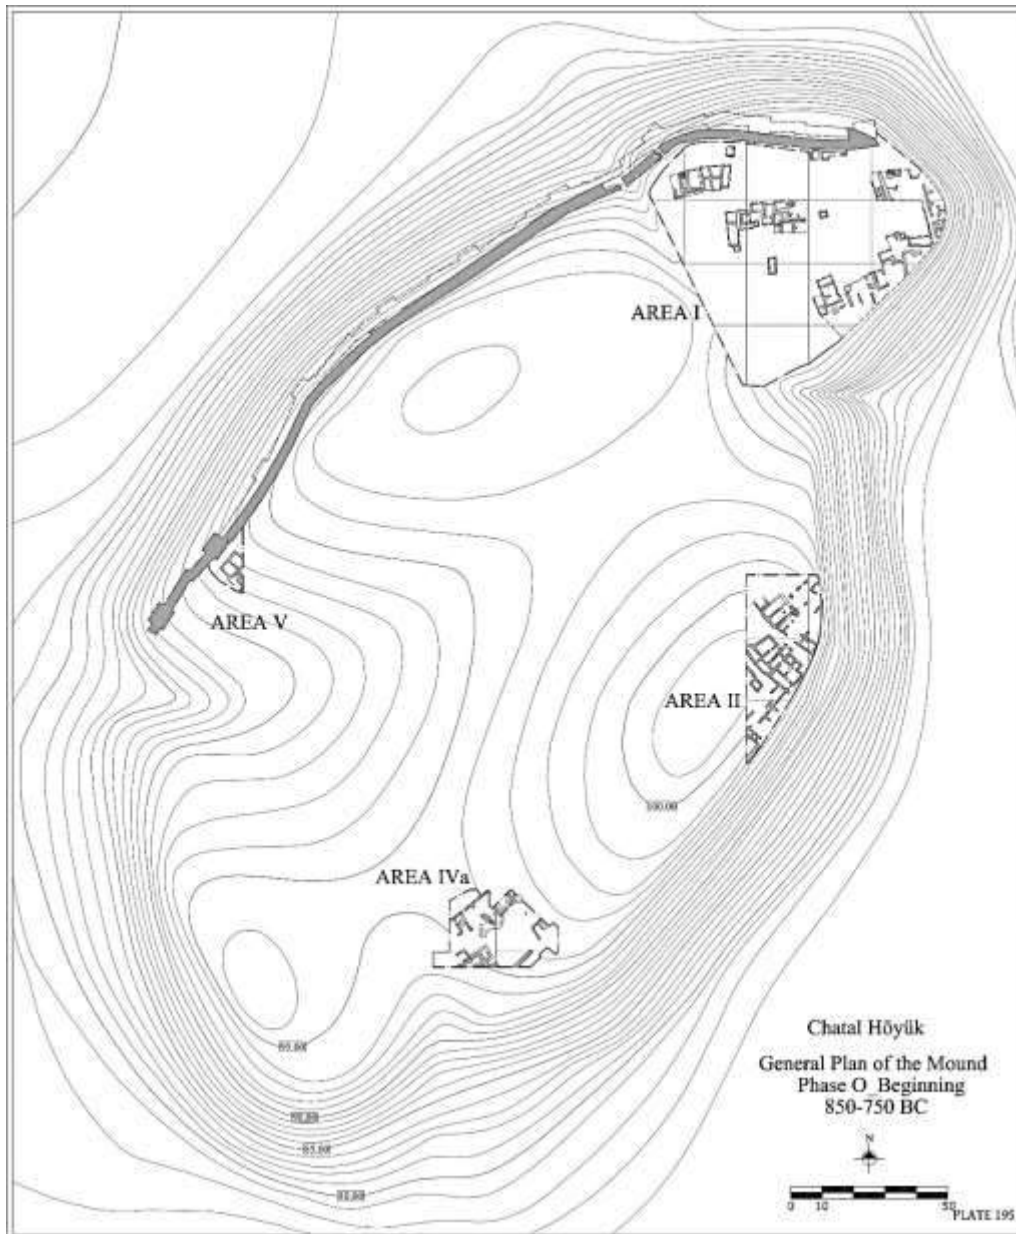 AREA I
AREA V
AREA II
100.00
AREA IVa
Chatal Höyük
General Plan of the Mound
Phase O_Beginning
850-750 BC
N
0 10 50
PLATE 195